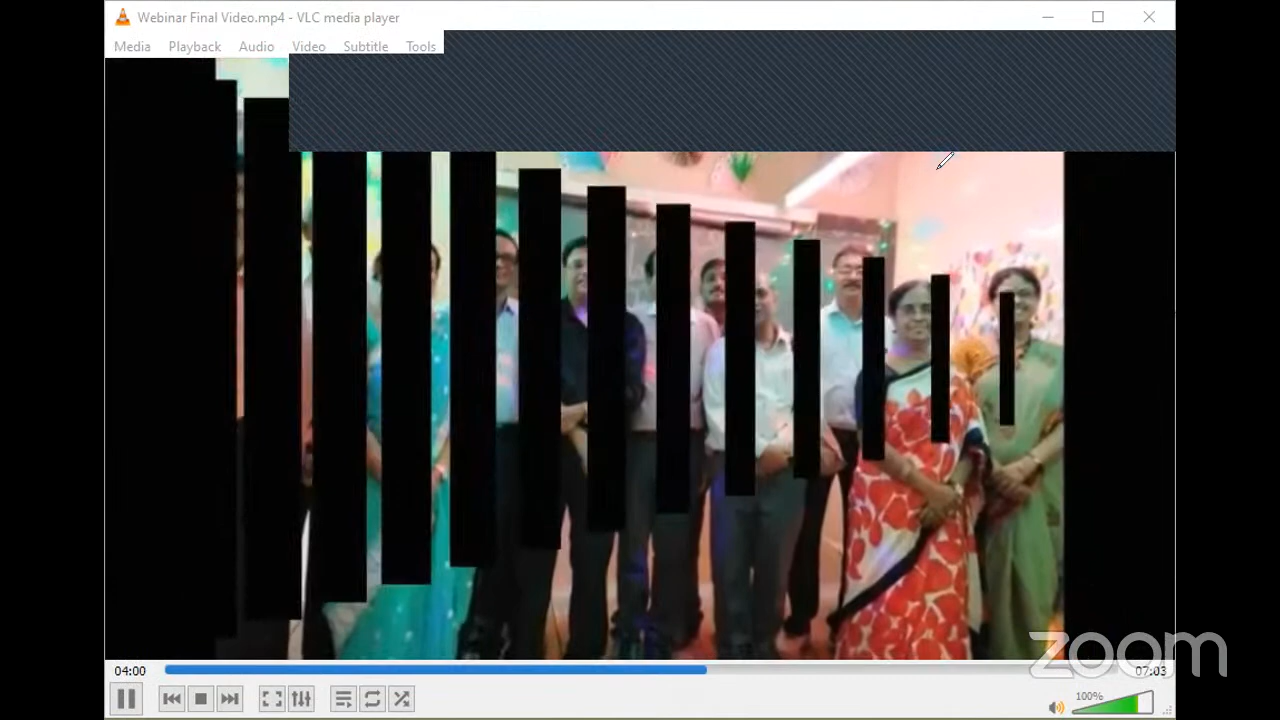 Webinar Final Video.mp4 - VLC media player
Media Playback Audio Video Subtitle Tools
zoom
04:00
07:03
100%